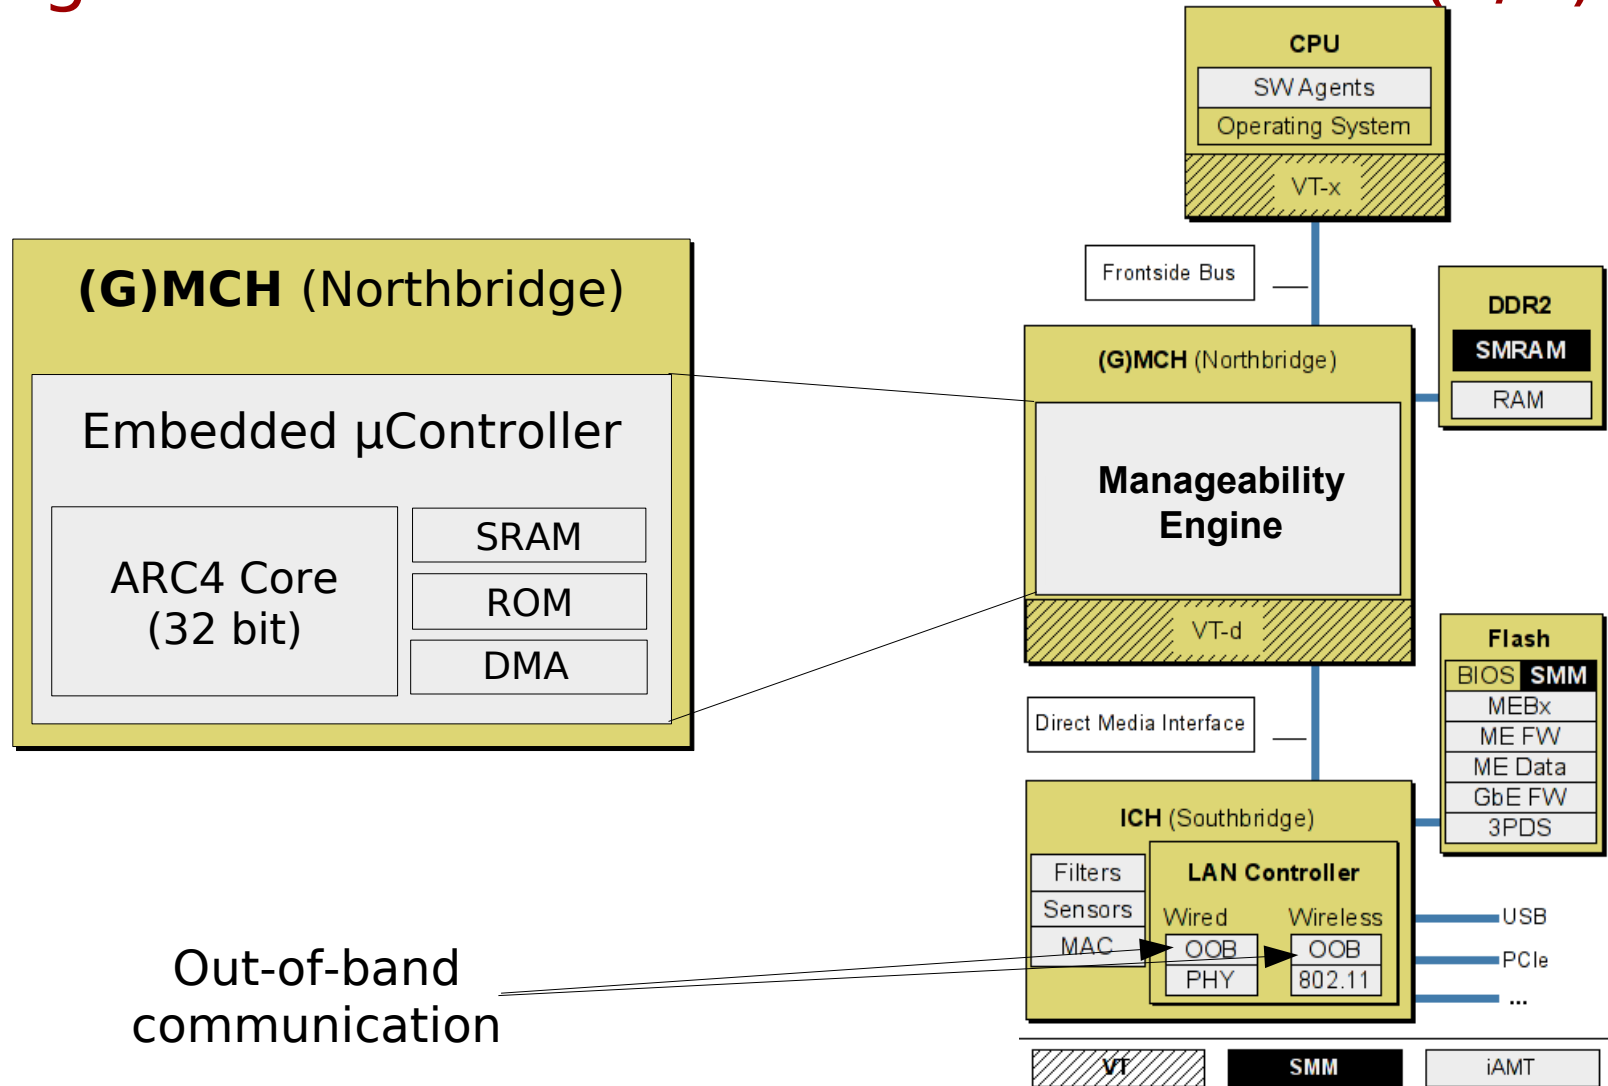 CPU
SW Agents
Operating System
VT-x
Frontside Bus
DDR2
SMRAM
RAM
(G)MCH (Northbridge)
Embedded µController
ARC4 Core
(32 bit)
SRAM
ROM
DMA
(G)MCH (Northbridge)
Manageability
Engine
VT-d
Flash
BIOS SMM
MEBx
ME FW
ME Data
GbE FW
3PDS
Direct Media Interface
ICH (Southbridge)
Filters
Sensors
MAC
LAN Controller
Wired Wireless
OOB OOB
PHY 802.11
USB
PCIe
...
Out-of-band
communication
VT SMM iAMT